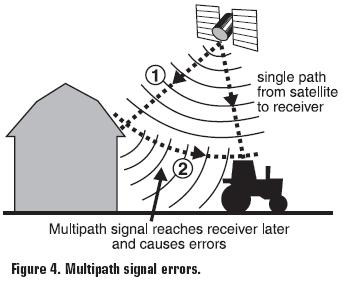 1
single path
from satellite
to receiver
2
Multipath signal reaches receiver later
and causes errors
Figure 4. Multipath signal errors.